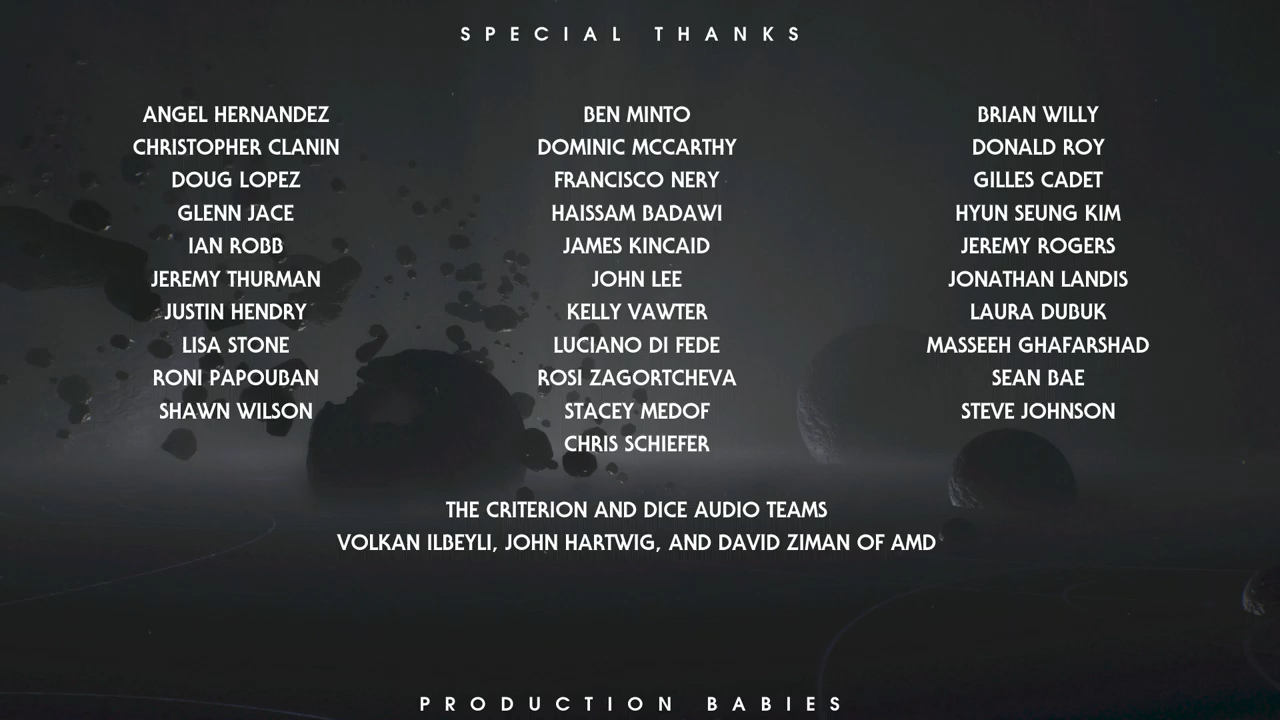 SPECIAL THANKS
ANGEL HERNANDEZ
CHRISTOPHER CLANIN
DOUG LOPEZ
GLENN JACE
IAN ROBB
JEREMY THURMAN
JUSTIN HENDRY
LISA STONE
RONI PAPOUBAN
SHAWN WILSON
BEN MINTO
DOMINIC MCCARTHY
FRANCISCO NERY
HAISSAM BADAWI
JAMES KINCAID
JOHN LEE
KELLY VAWTER
LUCIANO DI FEDE
ROSI ZAGORTCHEVA
STACEY MEDOF
CHRIS SCHIEFER
BRIAN WILLY
DONALD ROY
GILLES CADET
HYUN SEUNG KIM
JEREMY ROGERS
JONATHAN LANDIS
LAURA DUBUK
MASSEEH GHAFARSHAD
SEAN BAE
STEVE JOHNSON
THE CRITERION AND DICE AUDIO TEAMS
VOLKAN ILBEYLI, JOHN HARTWIG, AND DAVID ZIMAN OF AMD
PRODUCTION BABIES